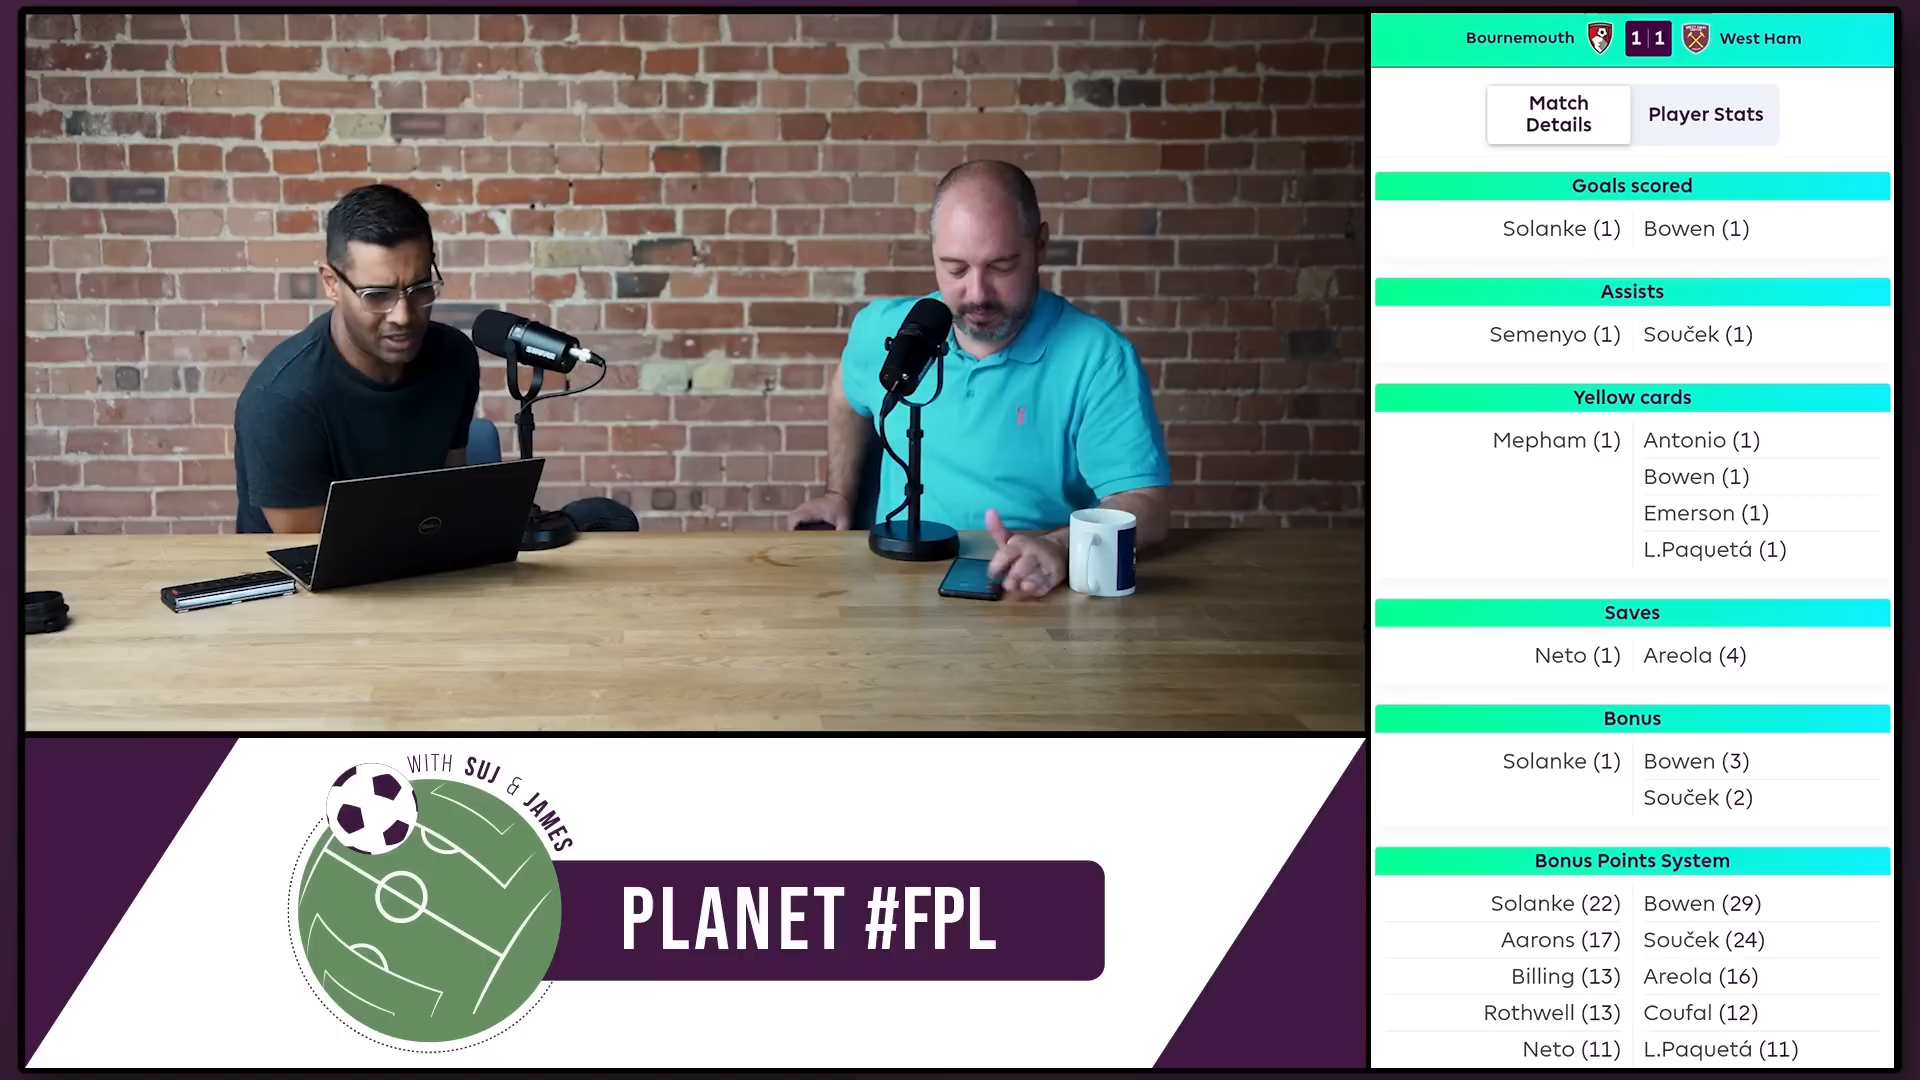 Bournemouth 1 | 1 West Ham
Match
Details
Player Stats
Goals scored
Solanke (1) Bowen (1)
Assists
Semenyo (1) Souček (1)
Yellow cards
Mepham (1) Antonio (1)
Bowen (1)
Emerson (1)
L.Paquetá (1)
Saves
Neto (1) Areola (4)
Bonus
Solanke (1) Bowen (3)
Souček (2)
Bonus Points System
Solanke (22) Bowen (29)
Aarons (17) Souček (24)
Billing (13) Areola (16)
Rothwell (13) Coufal (12)
Neto (11) L.Paquetá (11)
SHURE
DELL
WITH SUJ & JAMES
PLANET #FPL